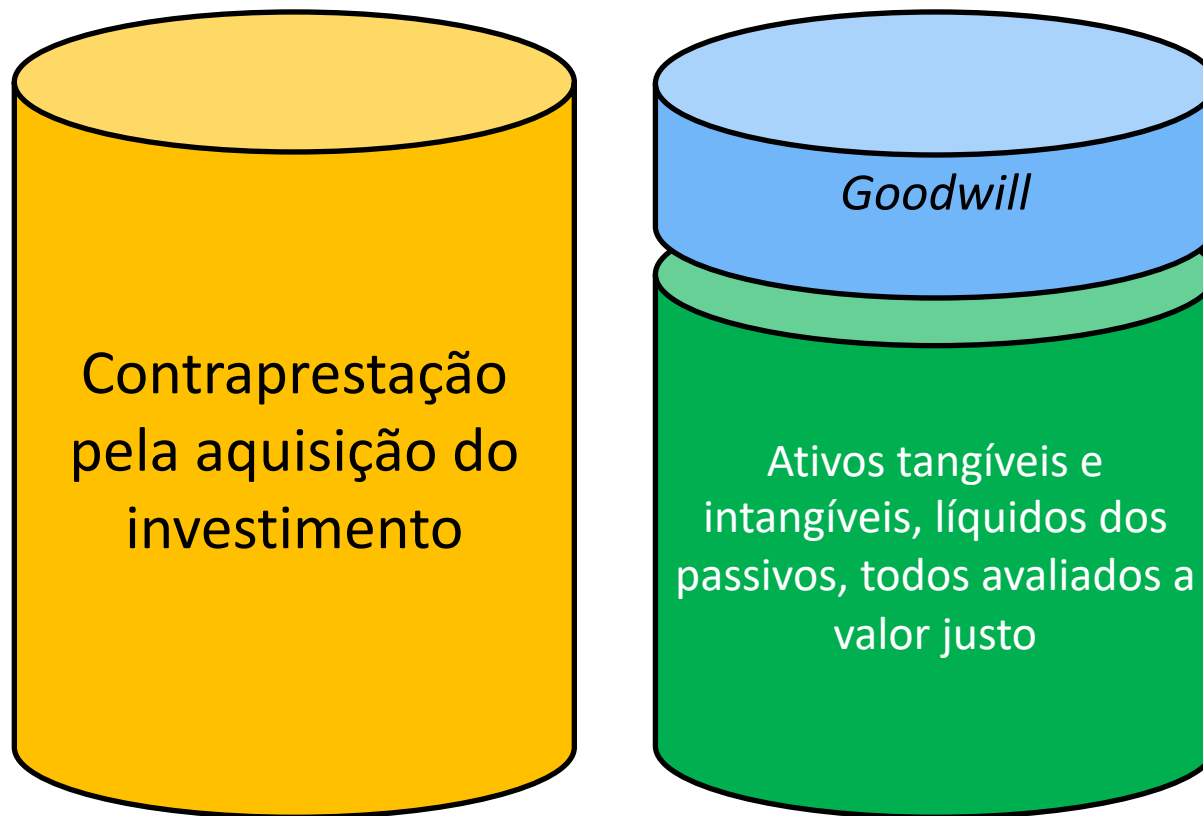 Contraprestação
pela aquisição do
investimento
Goodwill
Ativos tangíveis e
intangíveis, líquidos dos
passivos, todos avaliados a
valor justo